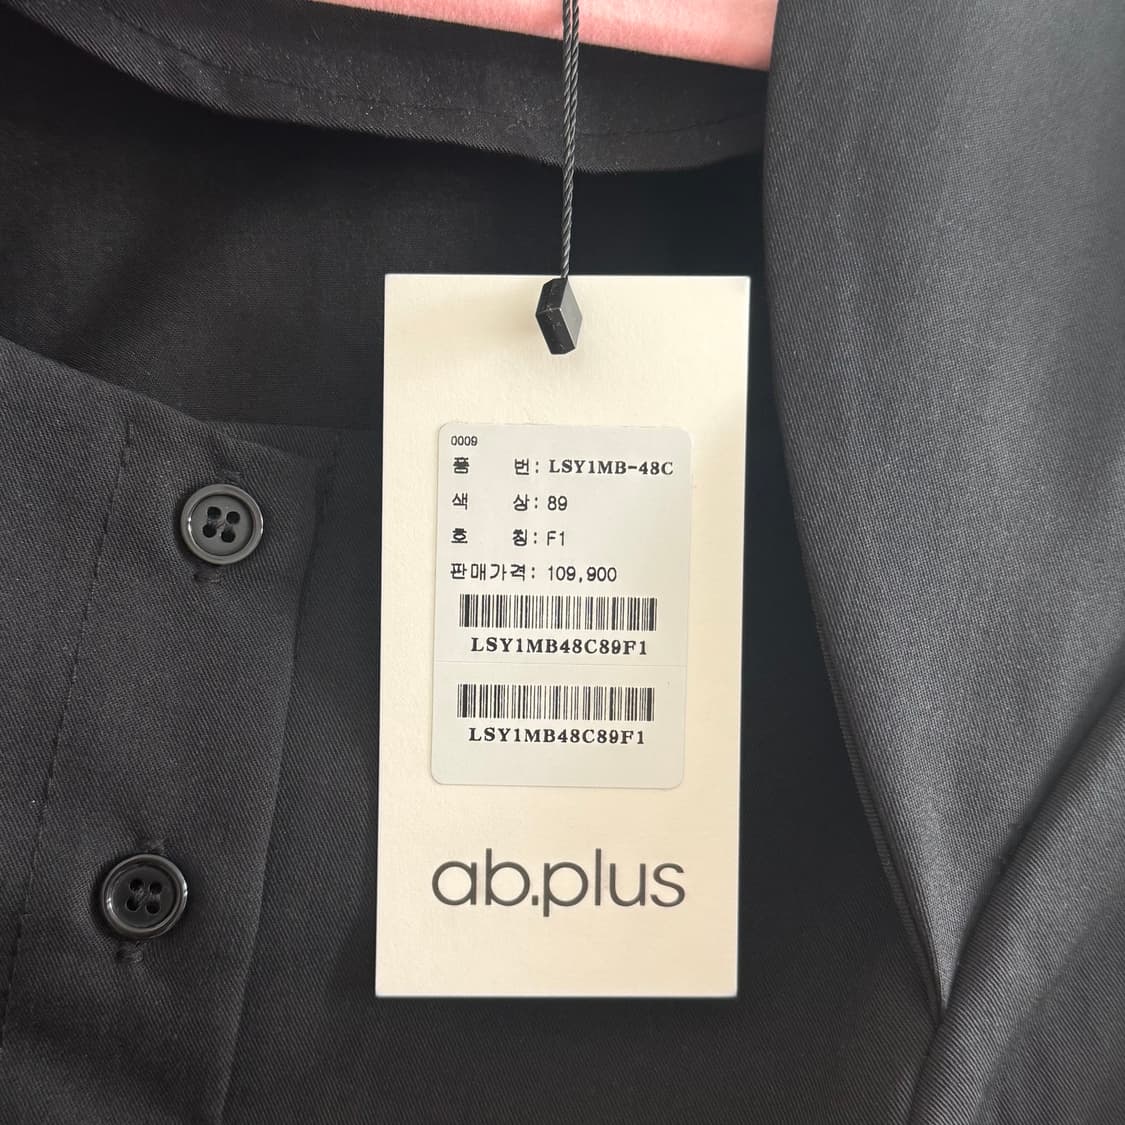 0009
품 번: LSY1MB-48C
색 상: 89
호 칭: F1
판매가격: 109,900
LSY1MB48C89F1
LSY1MB48C89F1
ab.plus